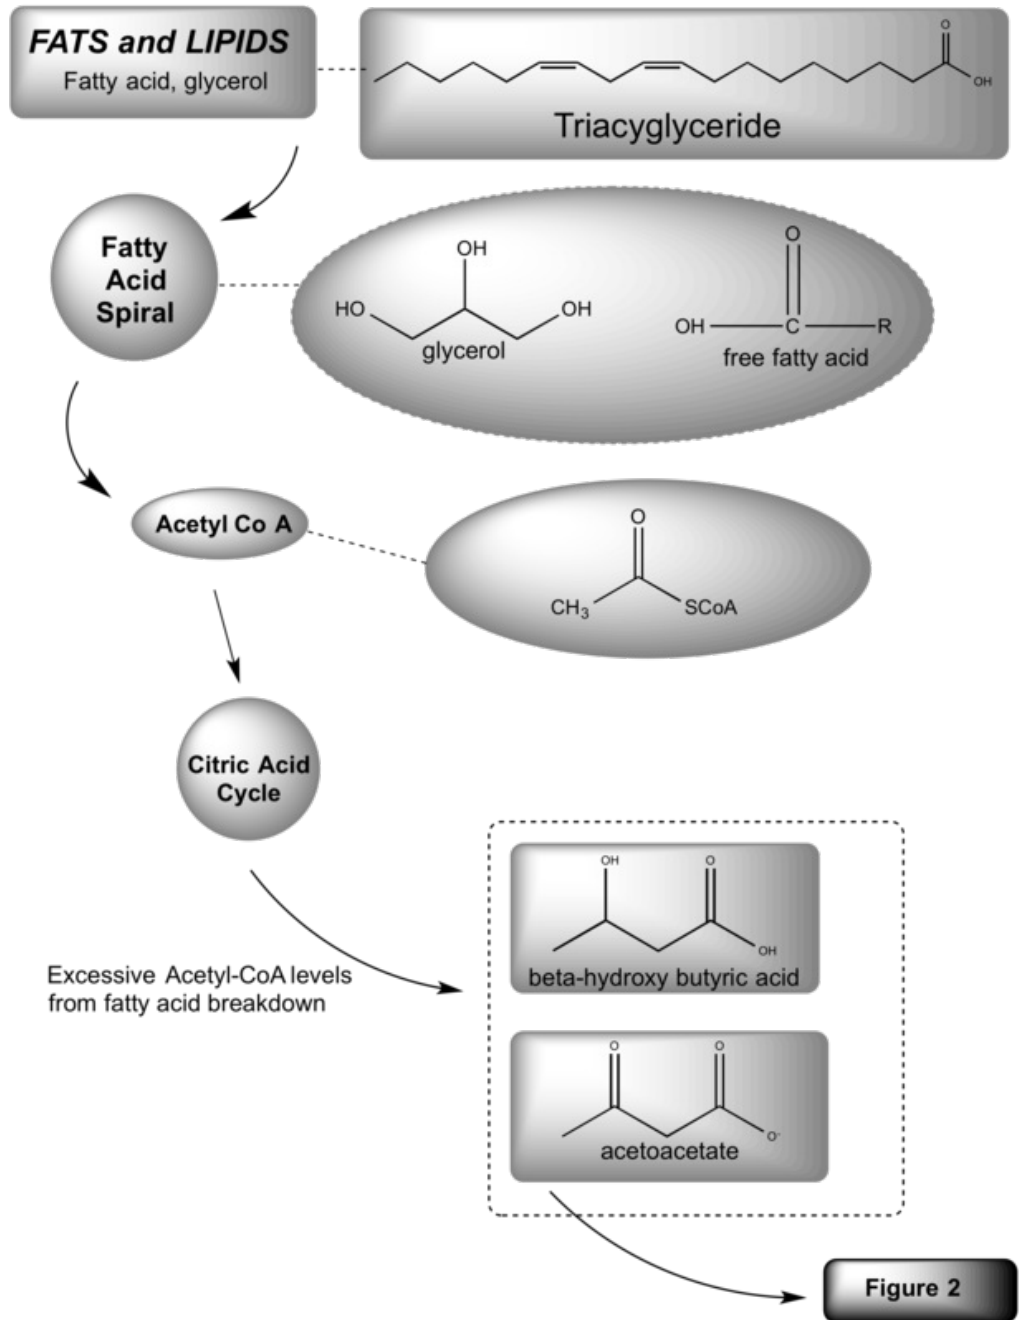 FATS and LIPIDS
Fatty acid, glycerol
O
OH
Triacyglyceride
Fatty
Acid
Spiral
OH
HO
OH
glycerol
O
OH
C
R
free fatty acid
Acetyl Co A
O
CH3
SCoA
Citric Acid
Cycle
Excessive Acetyl-CoA levels
from fatty acid breakdown
OH
O
OH
beta-hydroxy butyric acid
O
O
O-
acetoacetate
Figure 2